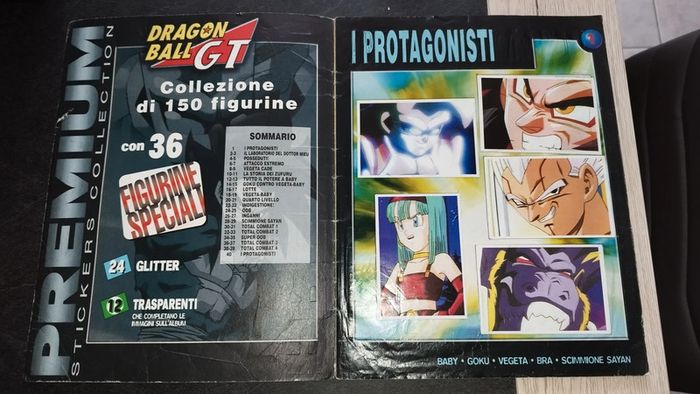 PREMIUM
STICKERS COLLECTION
DRAGON
BALL GT
Collezione
di 150 figurine
con 36
FIGURINE
SPECIALI
24 GLITTER
12 TRASPARENTI
CHE COMPLETANO LE
IMMAGINI SULL'ALBUM
SOMMARIO
1 I PROTAGONISTI
2-3 IL LABORATORIO DEL DOTTOR MIEU
4-5 POSSEDUTI!
6-7 ATTACCO ESTREMO
8-9 VEGETA CADE
10-11 LA STORIA DEI ZUFURU
12-13 TUTTO IL POTERE A BABY
14-15 GOKU CONTRO VEGETA-BABY
16-17 LOTTE
18-19 VEGETA-BABY
20-21 QUARTO LIVELLO
22-23 INDIGESTIONE!
24-25 OOB
26-27 INGANNI
28-29 SCIMMIONE SAYAN
30-31 TOTAL COMBAT 1
32-33 TOTAL COMBAT 2
34-35 SUPER OOB
36-37 TOTAL COMBAT 3
38-39 TOTAL COMBAT 4
40 I PROTAGONISTI
I PROTAGONISTI
1
BABY • GOKU • VEGETA • BRA • SCIMMIONE SAYAN